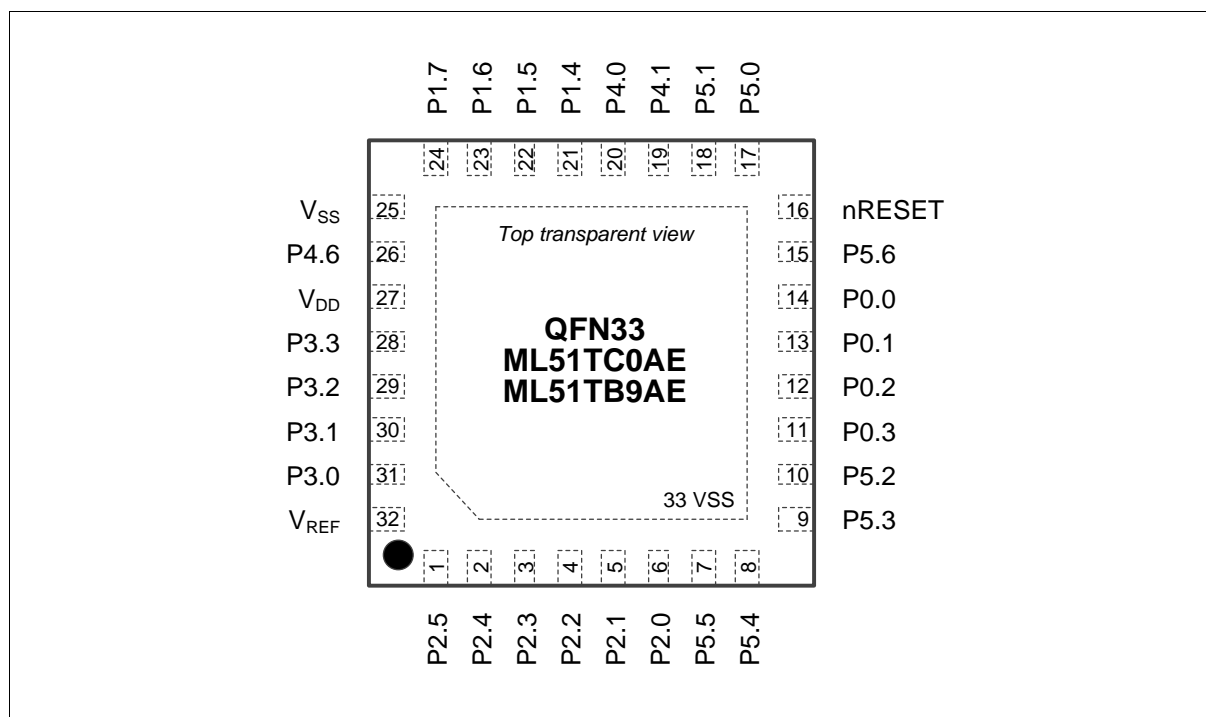 P1.7 P1.6 P1.5 P1.4 P4.0 P4.1 P5.1 P5.0
24 23 22 21 20 19 18 17
VSS 25
16 nRESET
Top transparent view
P4.6 26
15 P5.6
VDD 27
14 P0.0
QFN33
P3.3 28
13 P0.1
ML51TC0AE
P3.2 29
12 P0.2
ML51TB9AE
P3.1 30
11 P0.3
P3.0 31
10 P5.2
33 VSS
VREF 32
9 P5.3
1 2 3 4 5 6 7 8
P2.5 P2.4 P2.3 P2.2 P2.1 P2.0 P5.5 P5.4